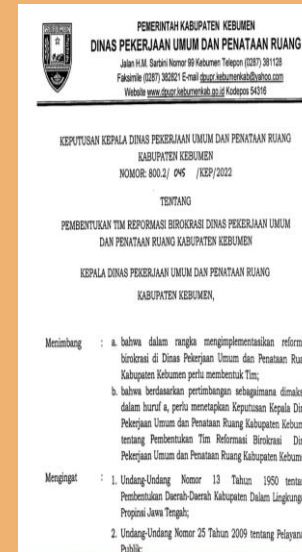 PEMERINTAH KABUPATEN KEBUMEN
DINAS PEKERJAAN UMUM DAN PENATAAN RUANG
Jalan H.M. Sarbini Nomor 99 Kebumen Telepon (0287) 381128
Faksimile (0287) 382821 E-mail dpupr.kebumenkab@yahoo.com
Website www.dpupr.kebumenkab.go.id Kodepos 54316
KEPUTUSAN KEPALA DINAS PEKERJAAN UMUM DAN PENATAAN RUANG
KABUPATEN KEBUMEN
NOMOR: 800.2/ 045 /KEP/2022
TENTANG
PEMBENTUKAN TIM REFORMASI BIROKRASI DINAS PEKERJAAN UMUM
DAN PENATAAN RUANG KABUPATEN KEBUMEN
KEPALA DINAS PEKERJAAN UMUM DAN PENATAAN RUANG
KABUPATEN KEBUMEN,
Menimbang : a. bahwa dalam rangka mengimplementasikan reform
birokrasi di Dinas Pekerjaan Umum dan Penataan Rua
Kabupaten Kebumen perlu membentuk Tim;
b. bahwa berdasarkan pertimbangan sebagaimana dimaks
dalam huruf a, perlu menetapkan Keputusan Kepala Di
Pekerjaan Umum dan Penataan Ruang Kabupaten Kebum
tentang Pembentukan Tim Reformasi Birokrasi Di
Pekerjaan Umum dan Penataan Ruang Kabupaten Kebume
Mengingat : 1. Undang-Undang Nomor 13 Tahun 1950 tenta
Pembentukan Daerah-Daerah Kabupaten Dalam Lingkunga
Propinsi Jawa Tengah;
2. Undang-Undang Nomor 25 Tahun 2009 tentang Pelayana
Publik;